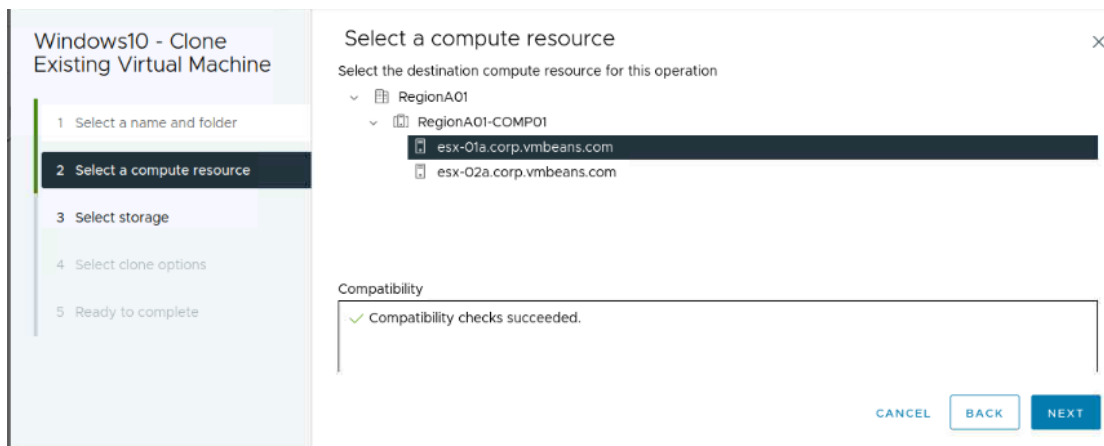 Windows10 - Clone
Existing Virtual Machine
1 Select a name and folder
2 Select a compute resource
3 Select storage
4 Select clone options
5 Ready to complete
Select a compute resource
Select the destination compute resource for this operation
RegionA01
RegionA01-COMP01
esx-01a.corp.vmbeans.com
esx-02a.corp.vmbeans.com
Compatibility
Compatibility checks succeeded.
CANCEL BACK NEXT